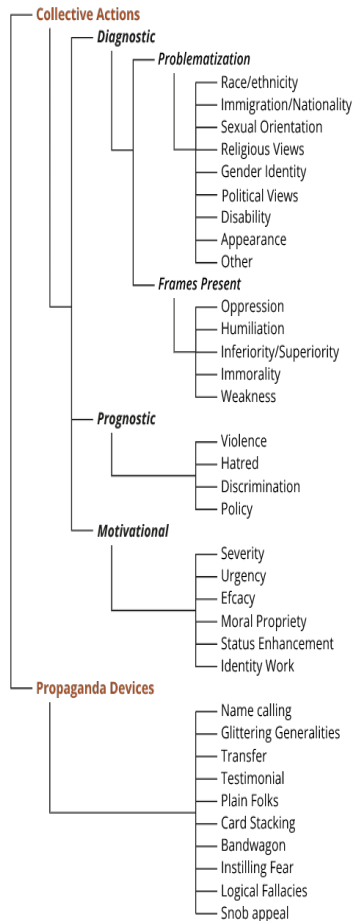 Collective Actions
Diagnostic
Problematization
Race/ethnicity
Immigration/Nationality
Sexual Orientation
Religious Views
Gender Identity
Political Views
Disability
Appearance
Other
Frames Present
Oppression
Humiliation
Inferiority/Superiority
Immorality
Weakness
Prognostic
Violence
Hatred
Discrimination
Policy
Motivational
Severity
Urgency
Efcacy
Moral Propriety
Status Enhancement
Identity Work
Propaganda Devices
Name calling
Glittering Generalities
Transfer
Testimonial
Plain Folks
Card Stacking
Bandwagon
Instilling Fear
Logical Fallacies
Snob appeal